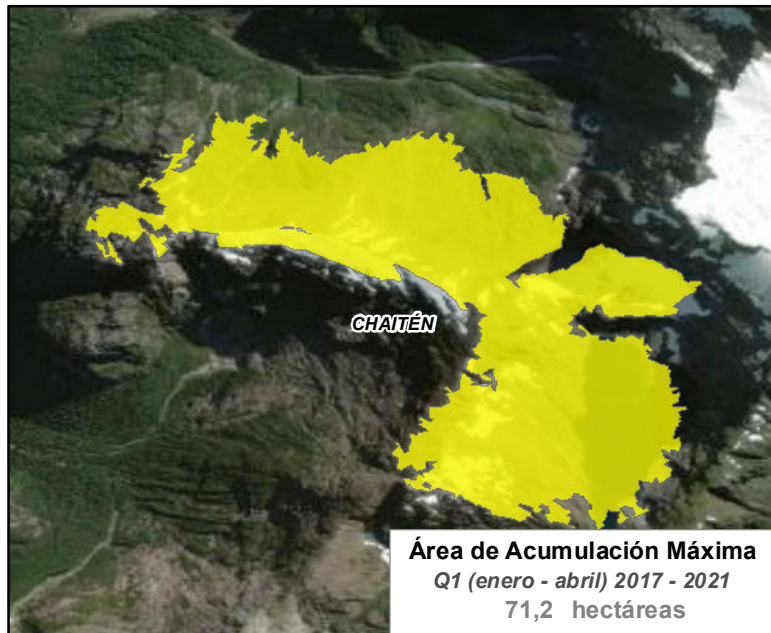 CHAITÉN
Área de Acumulación Máxima
Q1 (enero - abril) 2017 - 2021
71,2 hectáreas